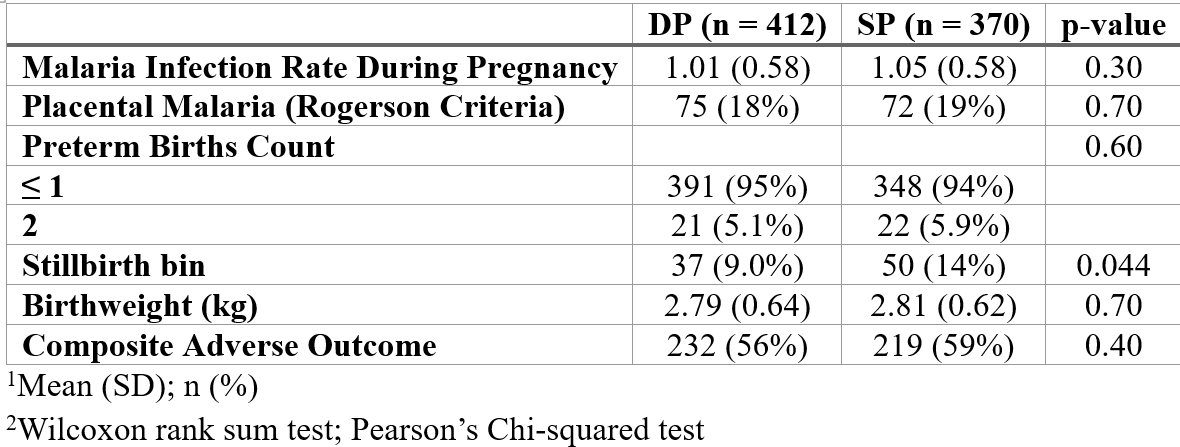 DP (n = 412) SP (n = 370) p-value
Malaria Infection Rate During Pregnancy 1.01 (0.58) 1.05 (0.58) 0.30
Placental Malaria (Rogerson Criteria) 75 (18%) 72 (19%) 0.70
Preterm Births Count 0.60
≤ 1 391 (95%) 348 (94%)
2 21 (5.1%) 22 (5.9%)
Stillbirth bin 37 (9.0%) 50 (14%) 0.044
Birthweight (kg) 2.79 (0.64) 2.81 (0.62) 0.70
Composite Adverse Outcome 232 (56%) 219 (59%) 0.40
¹Mean (SD); n (%)
²Wilcoxon rank sum test; Pearson’s Chi-squared test